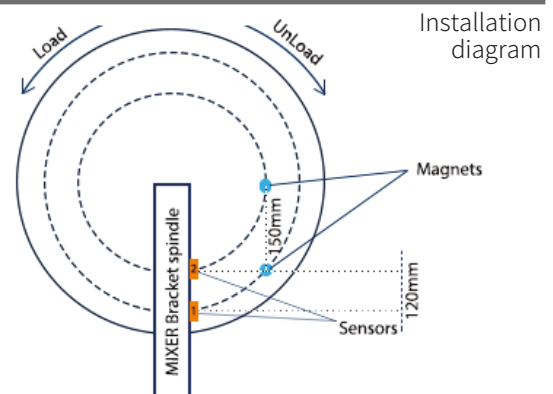 Installation
diagram
Load
UnLoad
Magnets
150mm
MIXER Bracket spindle
2
1
120mm
Sensors